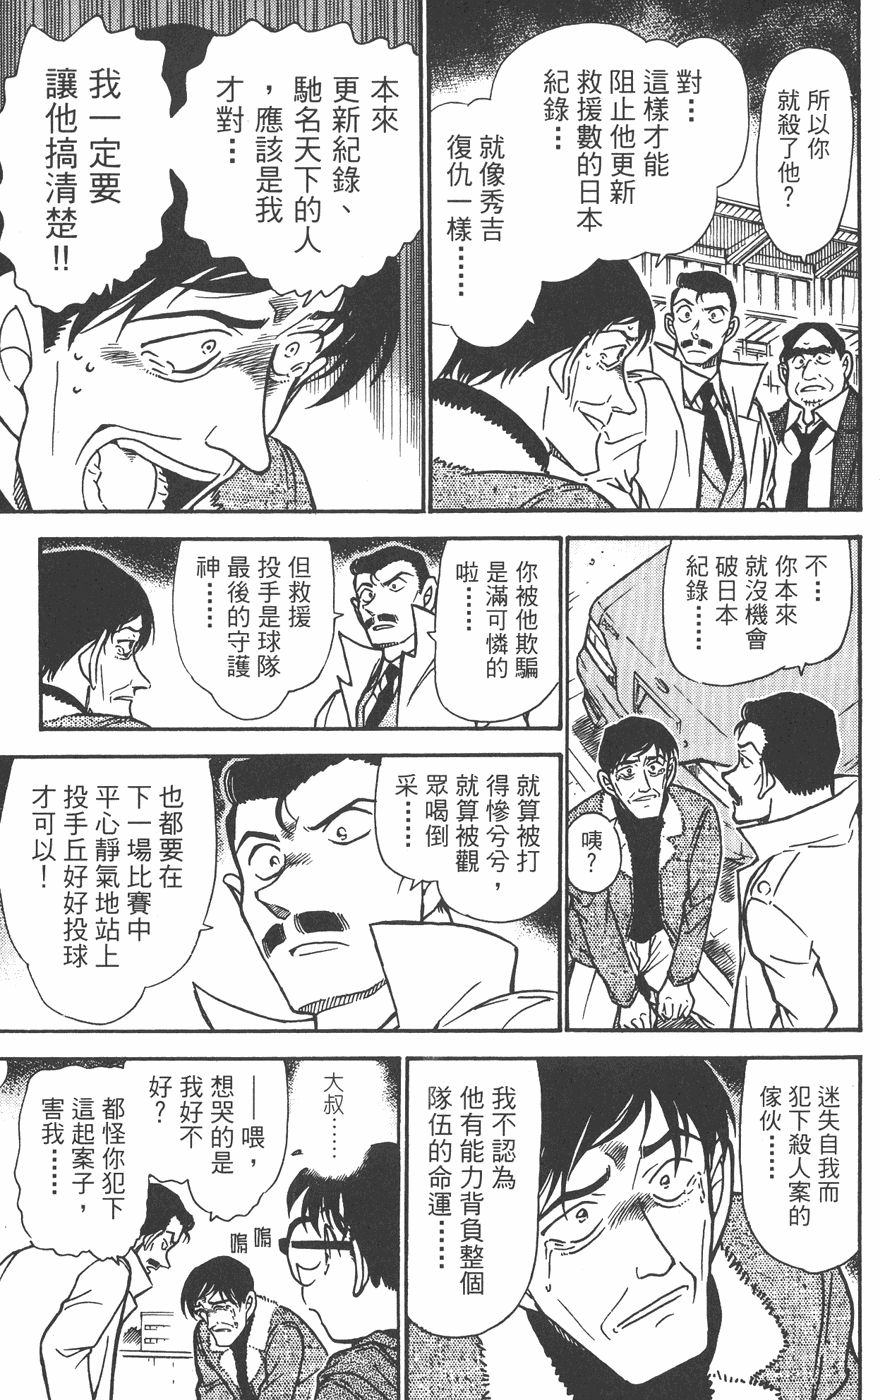 所以你
就殺了他?
對⋯
這樣才能
阻止他更新
救援數的日本
紀錄⋯
就像秀吉
復仇一樣⋯⋯
本來
更新紀錄、
馳名天下的人
,應該是我
才對⋯
我一定要
讓他搞清楚!!
不⋯
你本來
就沒機會
破日本
紀錄⋯⋯
咦?
你被他欺騙
是滿可憐的
啦⋯⋯
但救援
投手是球隊
最後的守護
神⋯⋯
就算被打
得慘兮兮,
就算被觀
眾喝倒
采⋯⋯
也都要在
下一場比賽中
平心靜氣地站上
投手丘好好投球
才可以!
迷失自我而
犯下殺人案的
傢伙⋯⋯
我不認為
他有能力背負整個
隊伍的命運⋯⋯
大叔⋯⋯
嗚嗚
——喂,
想哭的是
我好不
好?
都怪你犯下
這起案子,
害我⋯⋯